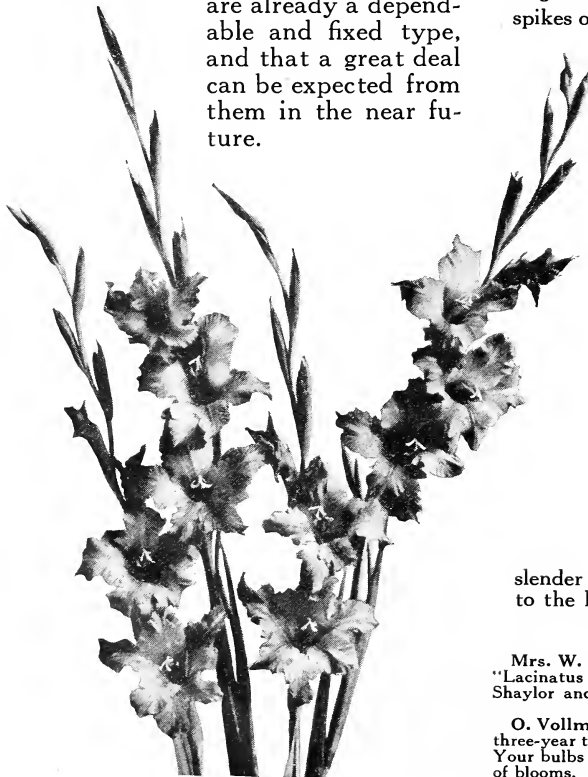 are already a depend-
able and fixed type,
and that a great deal
can be expected from
them in the near fu-
ture.
spikes o
slender
to the l
Mrs. W.
"Lacinatus
Shaylor and
O. Vollm
three-year t
Your bulbs
of blooms.